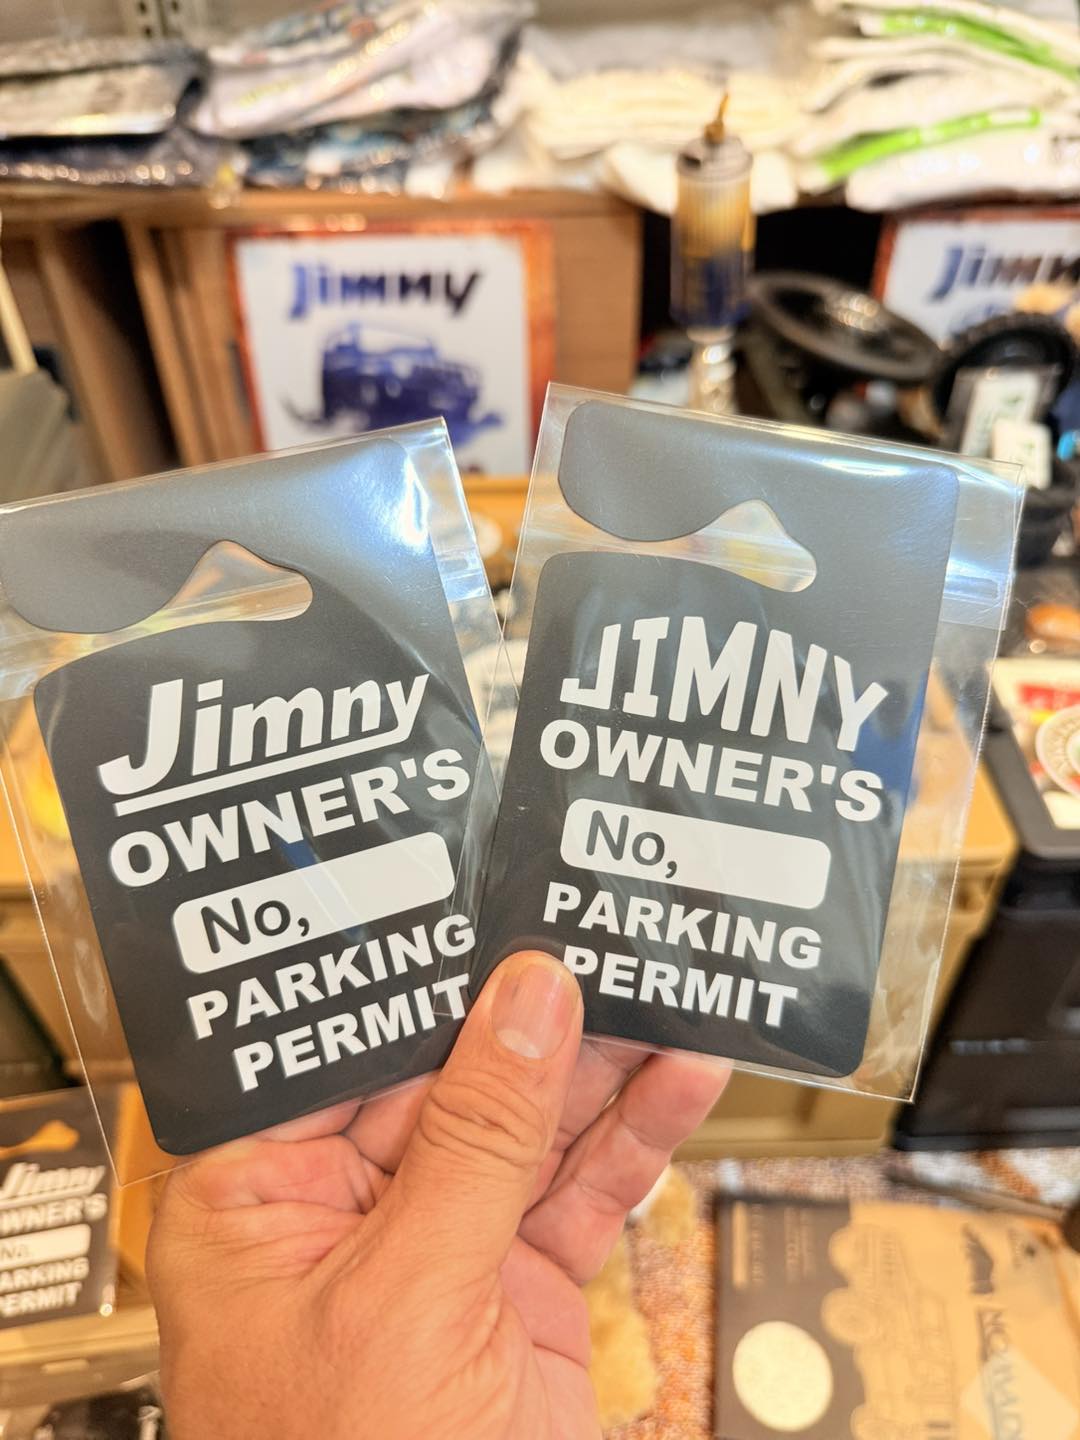 Jimny
Jimny
Jimny
OWNER'S
No,
PARKING
PERMIT
JIMNY
OWNER'S
No,
PARKING
PERMIT
Jimny
OWNER'S
No.
PARKING
PERMIT